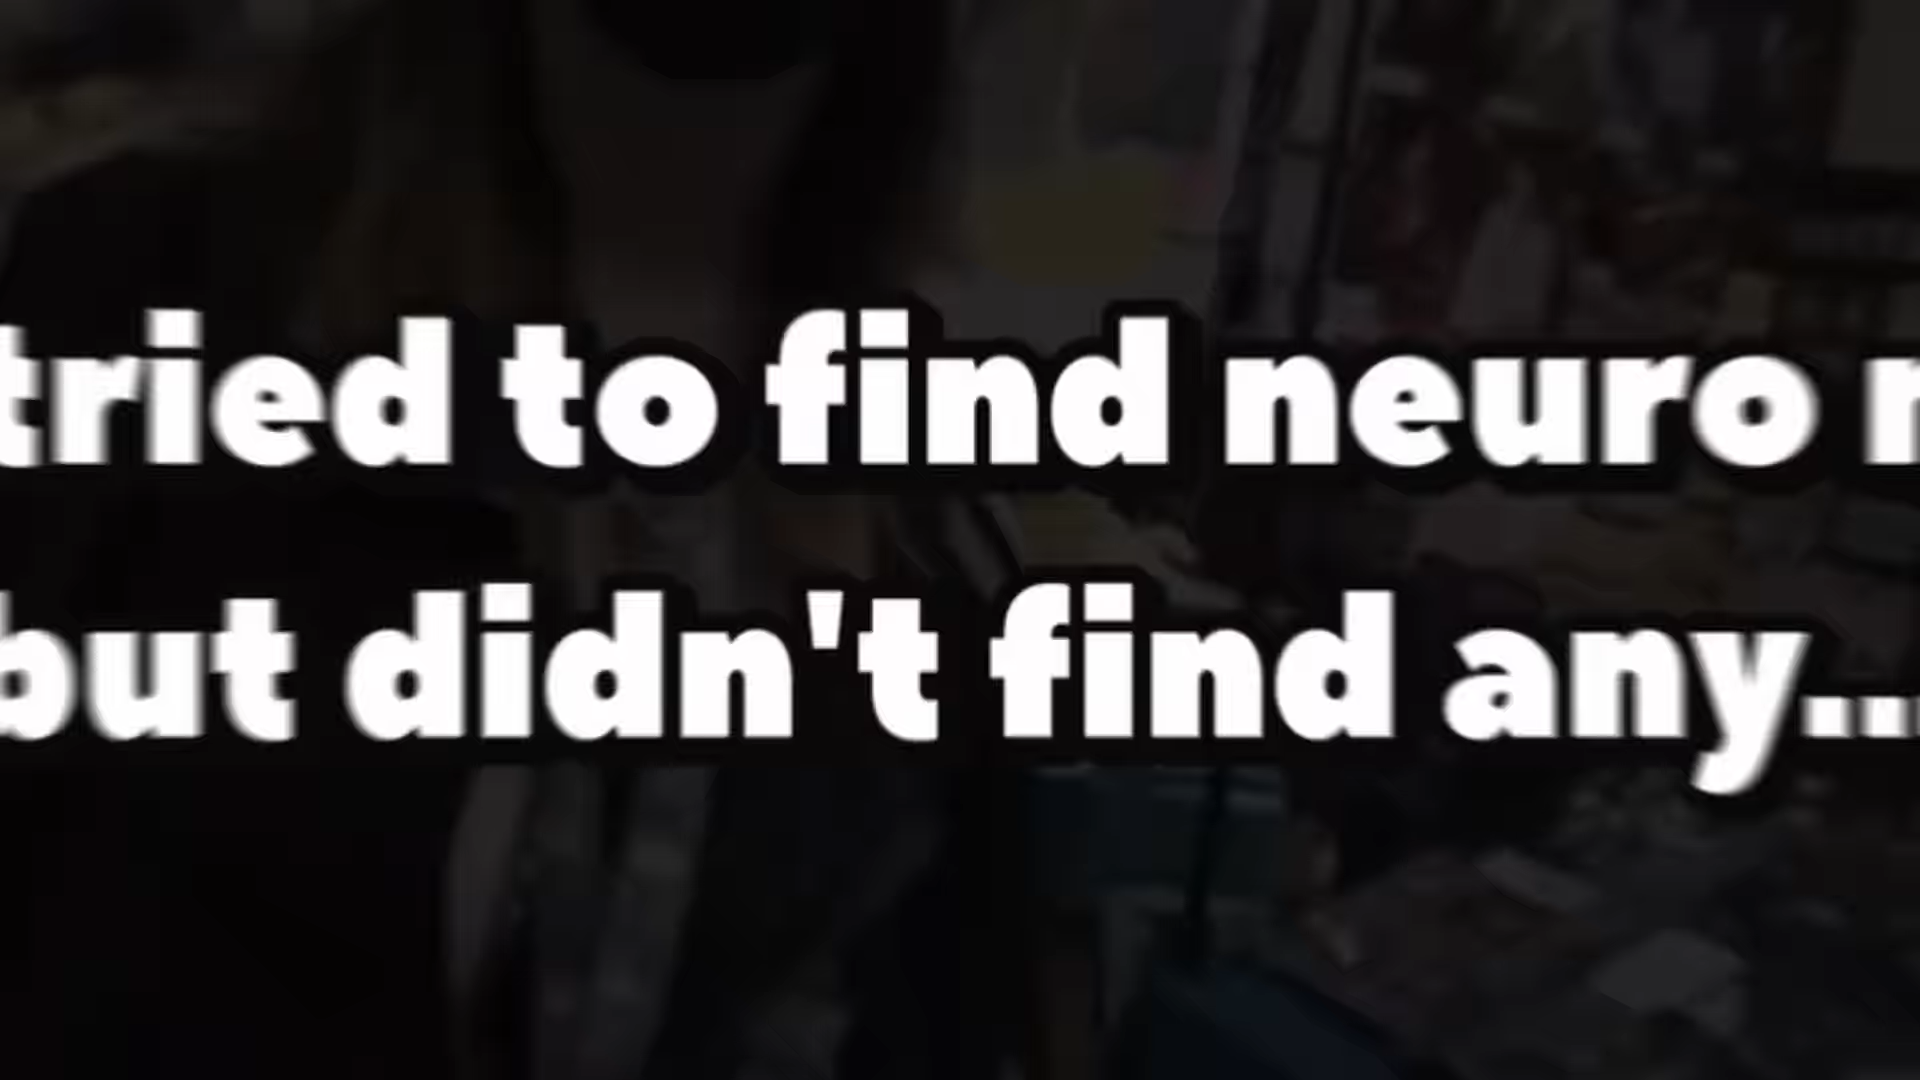 tried to find neuro
but didn't find any...